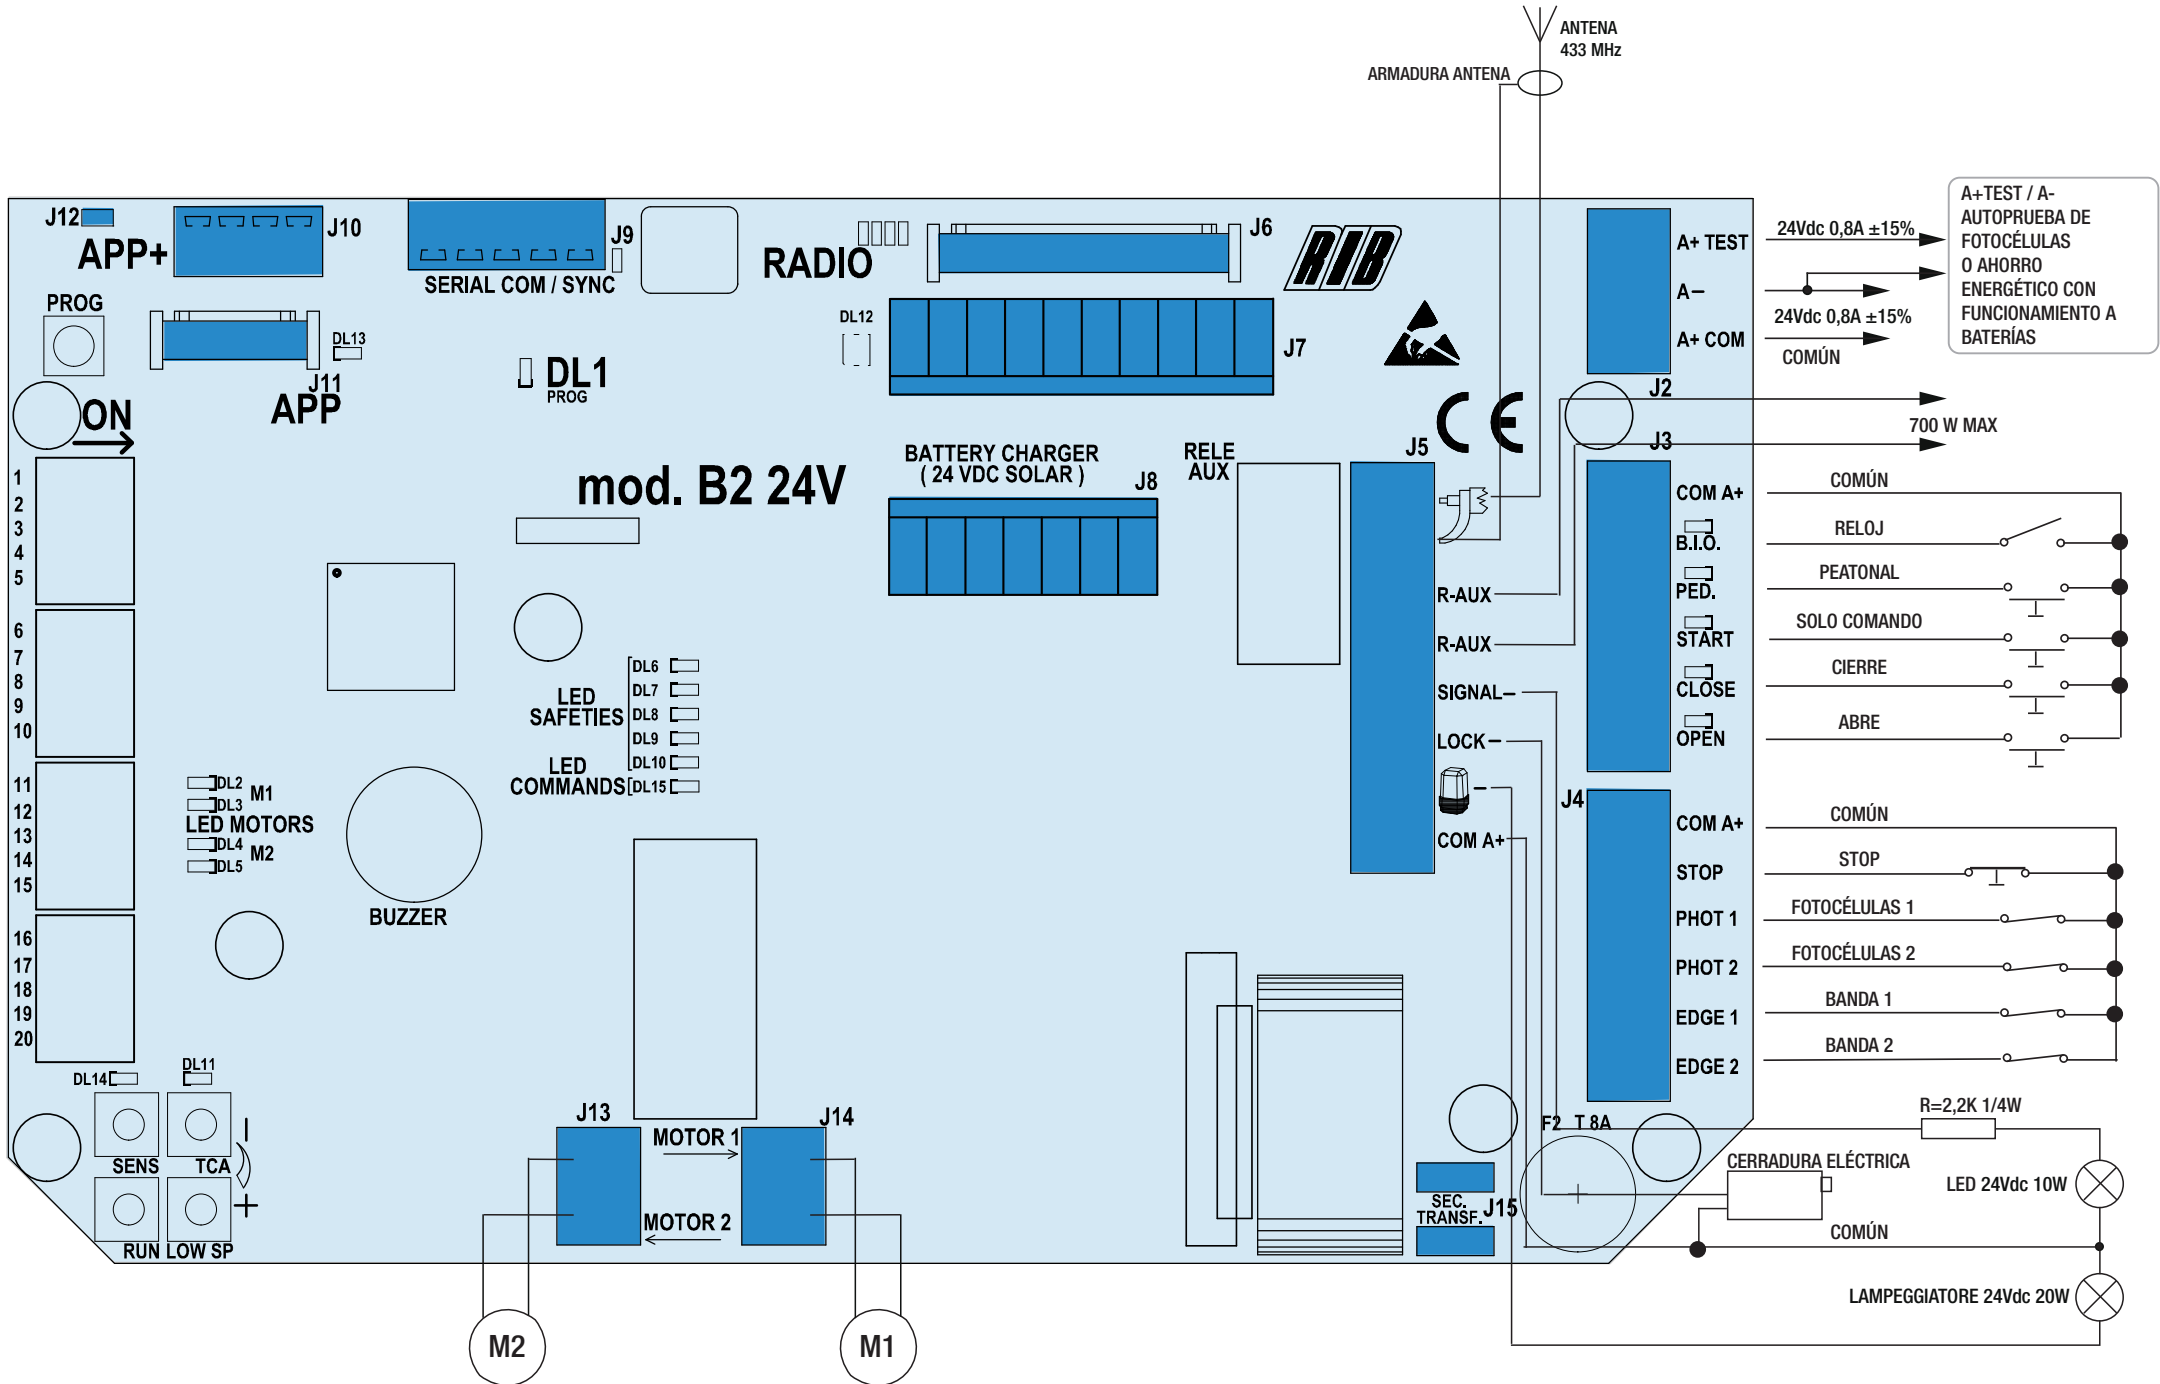 ANTENA
433 MHz
ARMADURA ANTENA
J12
APP+
J10
SERIAL COM / SYNC
J9
RADIO
J6
RIB
A+ TEST
24Vdc 0,8A ±15%
A–
24Vdc 0,8A ±15%
A+ COM
COMÚN
A+TEST / A-
AUTOPRUEBA DE
FOTOCÉLULAS
O AHORRO
ENERGÉTICO CON
FUNCIONAMIENTO A
BATERÍAS
PROG
DL13
J11
APP
DL1
PROG
DL12
J7
J2
CE
700 W MAX
ON
J3
mod. B2 24V
BATTERY CHARGER
( 24 VDC SOLAR )
J8
RELE
AUX
J5
1
2
3
4
5
6
7
8
9
10
11
12
13
14
15
16
17
18
19
20
COM A+
COMÚN
B.I.O.
RELOJ
PED.
PEATONAL
START
SOLO COMANDO
CLOSE
CIERRE
OPEN
ABRE
R-AUX
R-AUX
SIGNAL–
LOCK–
–
COM A+
LED
SAFETIES
DL6
DL7
DL8
DL9
DL10
LED
COMMANDS
DL15
DL2
M1
DL3
LED MOTORS
DL4
M2
DL5
BUZZER
J4
COM A+
COMÚN
STOP
STOP
PHOT 1
FOTOCÉLULAS 1
PHOT 2
FOTOCÉLULAS 2
EDGE 1
BANDA 1
EDGE 2
BANDA 2
DL14
DL11
SENS
TCA
–
RUN
LOW SP
+
J13
MOTOR 1
J14
MOTOR 2
F2 T 8A
SEC.
TRANSF.
J15
R=2,2K 1/4W
CERRADURA ELÉCTRICA
LED 24Vdc 10W
COMÚN
LAMPEGGIATORE 24Vdc 20W
M2
M1